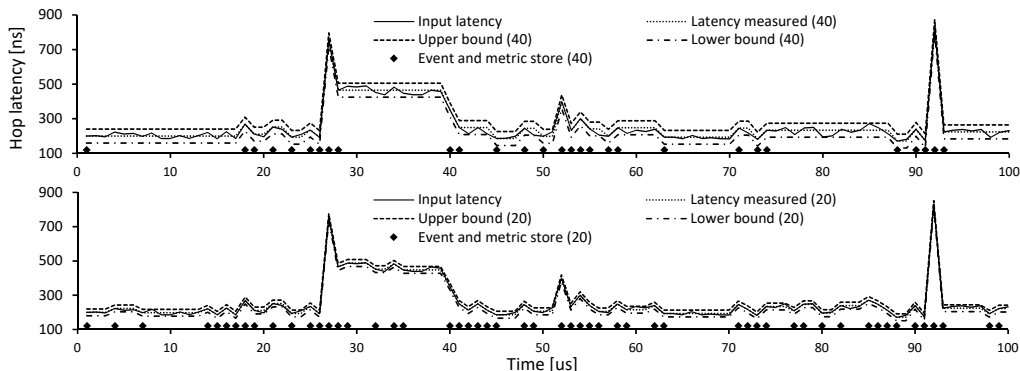 900
700
500
300
100
Input latency
Latency measured (40)
Upper bound (40)
Lower bound (40)
Event and metric store (40)
0 10 20 30 40 50 60 70 80 90 100
Hop latency [ns]
900
700
500
300
100
Input latency
Latency measured (20)
Upper bound (20)
Lower bound (20)
Event and metric store (20)
0 10 20 30 40 50 60 70 80 90 100
Time [us]